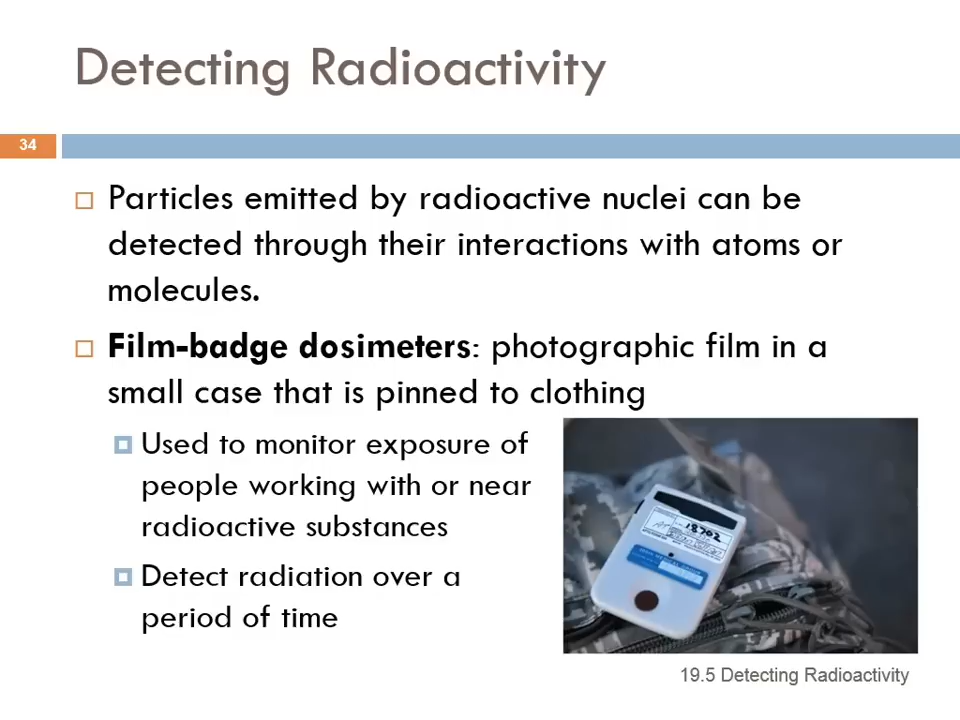 Detecting Radioactivity
34
Particles emitted by radioactive nuclei can be
detected through their interactions with atoms or
molecules.
Film-badge dosimeters: photographic film in a
small case that is pinned to clothing
Used to monitor exposure of
people working with or near
radioactive substances
Detect radiation over a
period of time
18702
19.5 Detecting Radioactivity